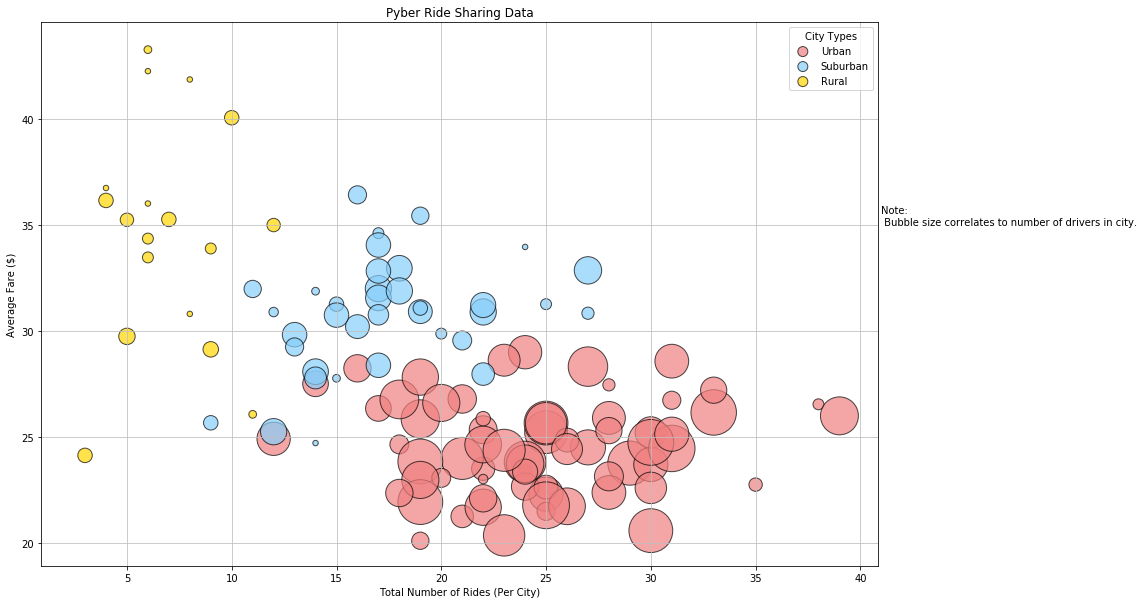 Pyber Ride Sharing Data
City Types
Urban
Suburban
Rural
40
35
30
25
20
Average Fare ($)
5 10 15 20 25 30 35 40
Total Number of Rides (Per City)
Note:
Bubble size correlates to number of drivers in city.